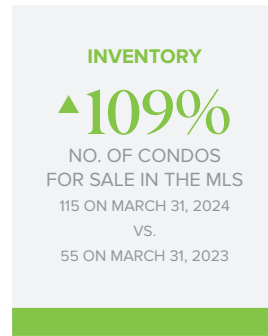 INVENTORY
▲109%
NO. OF CONDOS
FOR SALE IN THE MLS
115 ON MARCH 31, 2024
VS.
55 ON MARCH 31, 2023